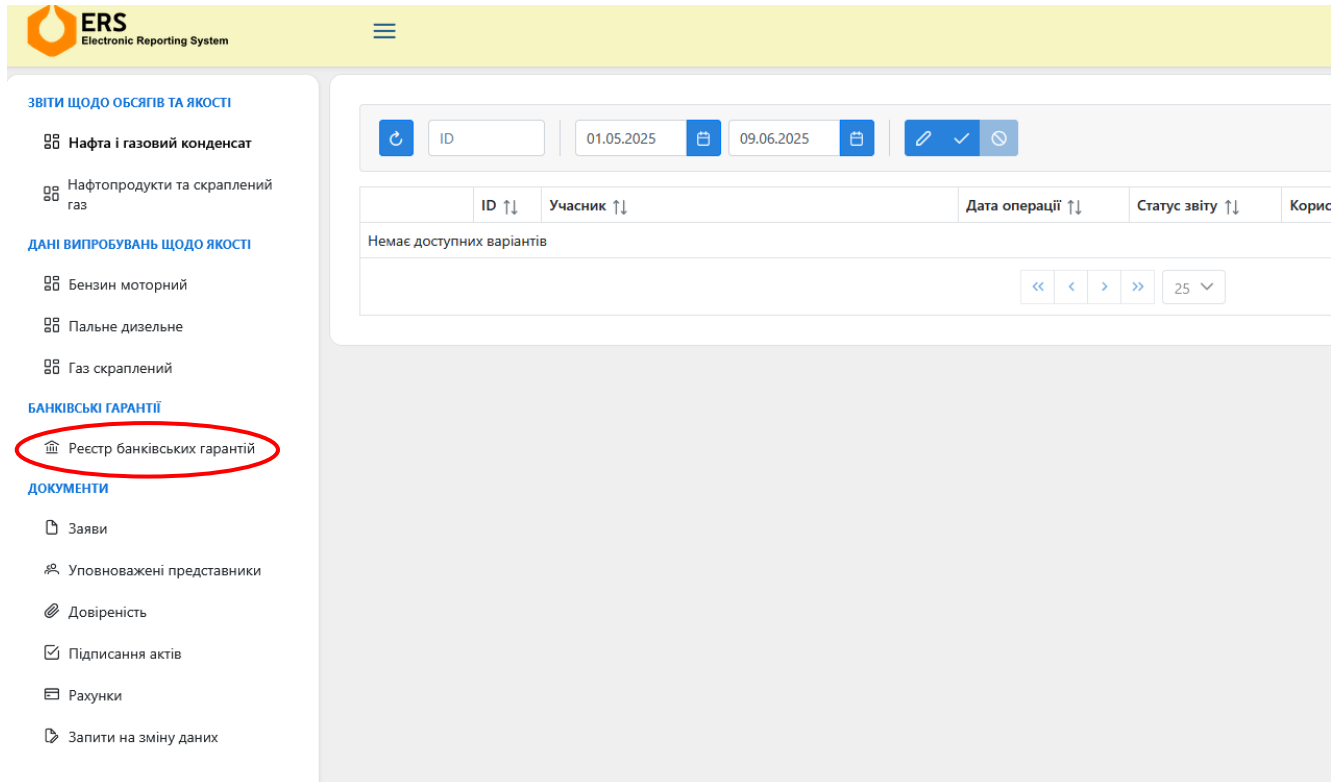 ERS
Electronic Reporting System
ЗВІТИ ЩОДО ОБСЯГІВ ТА ЯКОСТІ
Нафта і газовий конденсат
Нафтопродукти та скраплений
газ
ДАНІ ВИПРОБУВАНЬ ЩОДО ЯКОСТІ
Бензин моторний
Пальне дизельне
Газ скраплений
БАНКІВСЬКІ ГАРАНТІЇ
Реєстр банківських гарантій
ДОКУМЕНТИ
Заяви
Уповноважені представники
Довіреність
Підписання актів
Рахунки
Запити на зміну даних
ID 01.05.2025 09.06.2025
ID Учасник Дата операції Статус звіту Корис
Немає доступних варіантів
25